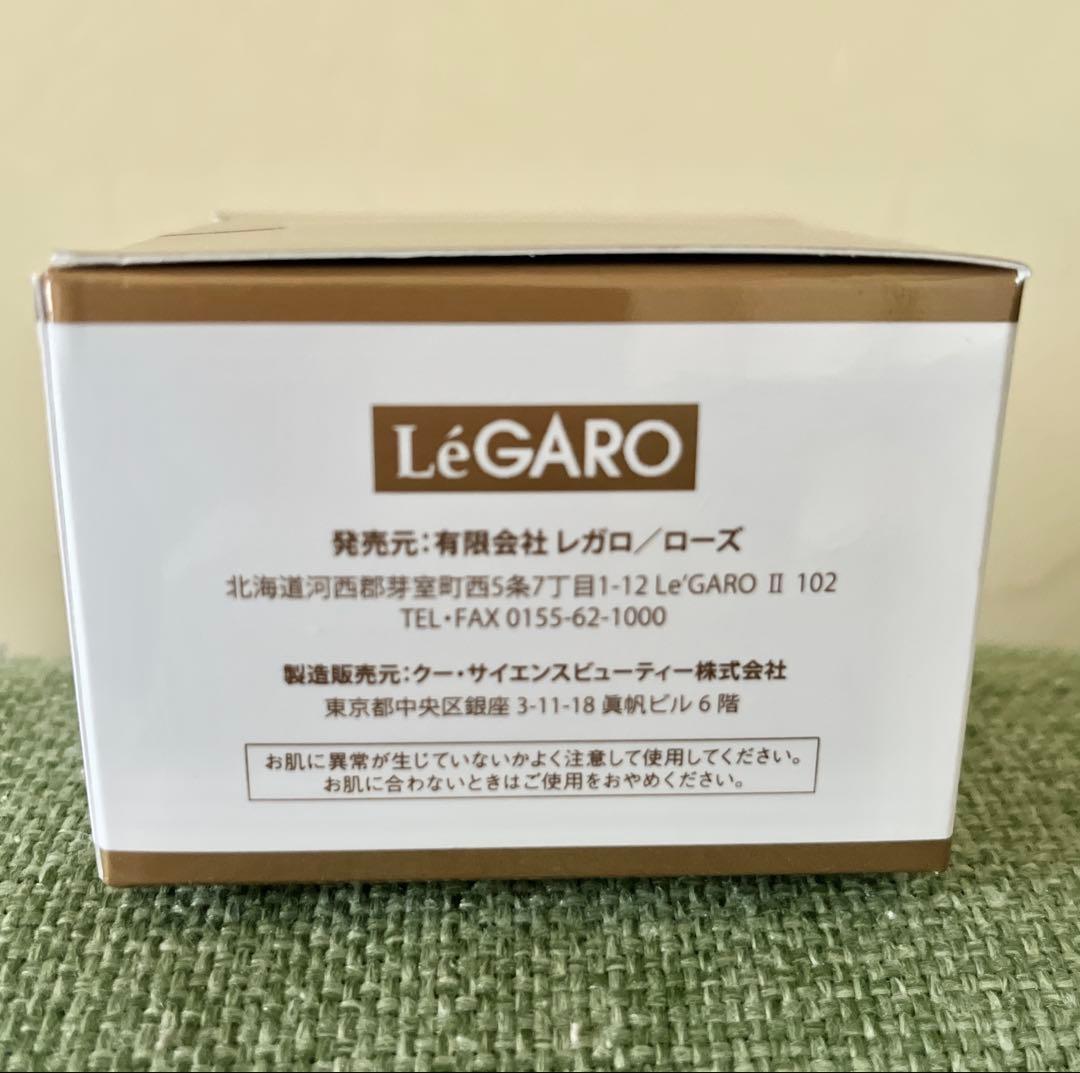 LéGARO
発売元：有限会社 レガロ／ローズ
北海道河西郡芽室町西5条7丁目1-12 Le'GARO Ⅱ 102
TEL・FAX 0155-62-1000
製造販売元：クー・サイエンスビューティー株式会社
東京都中央区銀座 3-11-18 眞帆ビル 6 階
お肌に異常が生じていないかよく注意して使用してください。
お肌に合わないときはご使用をおやめください。